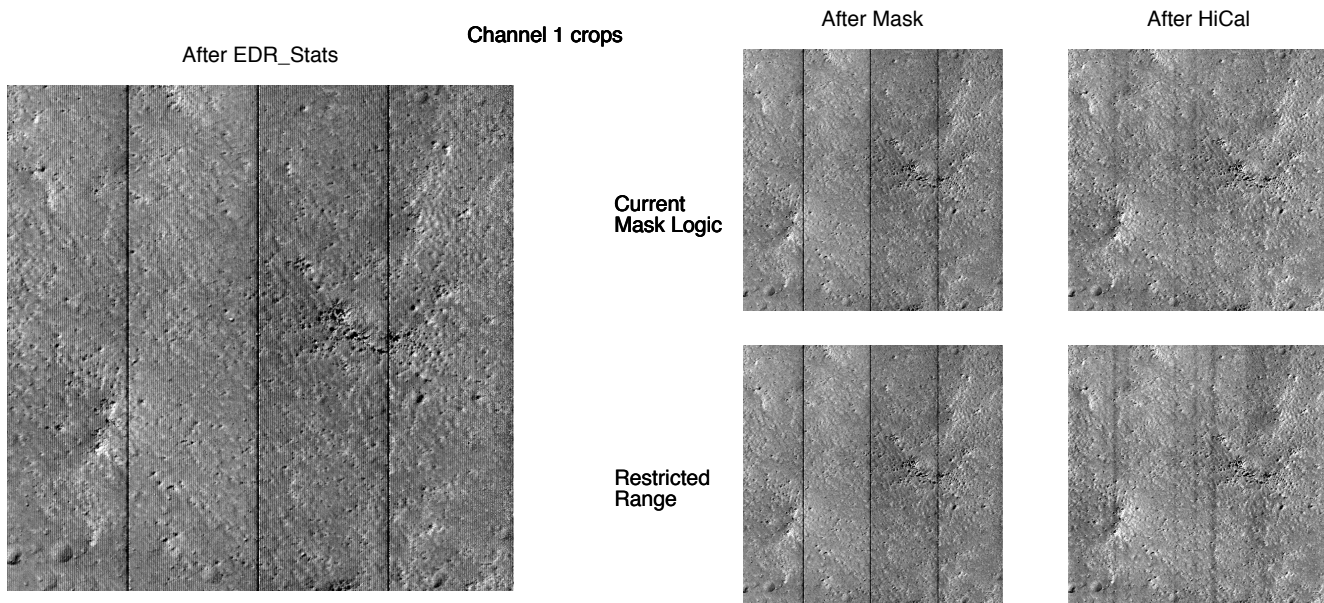 Channel 1 crops
After EDR_Stats
After Mask
After HiCal
Current
Mask Logic
Restricted
Range